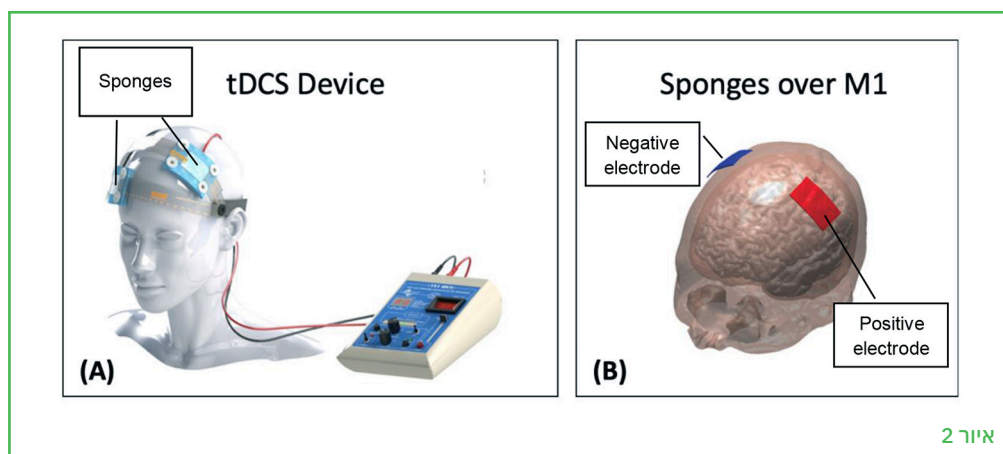 Sponges
tDCS Device
(A)
Sponges over M1
Negative
electrode
Positive
electrode
(B)
איור 2